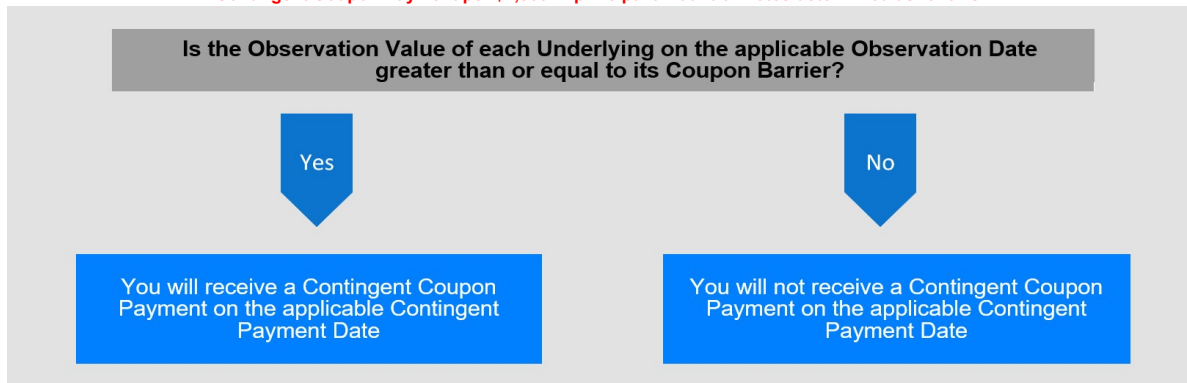 Is the Observation Value of each Underlying on the applicable Observation Date
greater than or equal to its Coupon Barrier?
Yes
No
You will receive a Contingent Coupon
Payment on the applicable Contingent
Payment Date
You will not receive a Contingent Coupon
Payment on the applicable Contingent
Payment Date